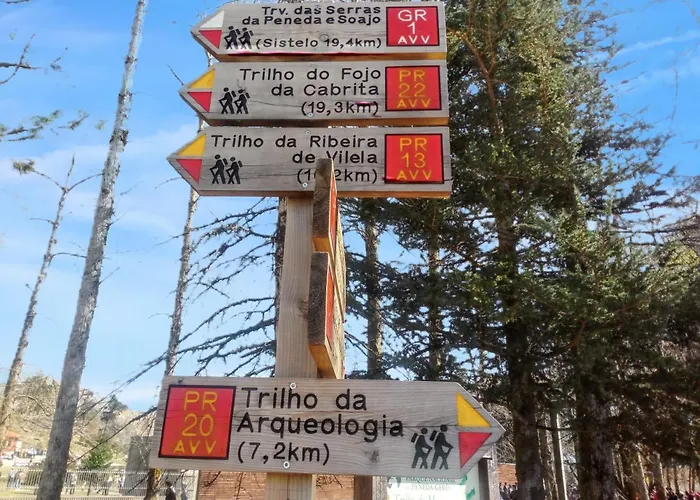 Trv. das Serras
da Peneda e Soajo
(Sistelo 19,4km)
GR
1
AVV
Trilho do Fojo
da Cabrita
(19,3km)
PR
22
AVV
Trilho da Ribeira
de Vilela
PR
13
AVV
PR
20
AVV
Trilho da
Arqueologia
(7,2km)